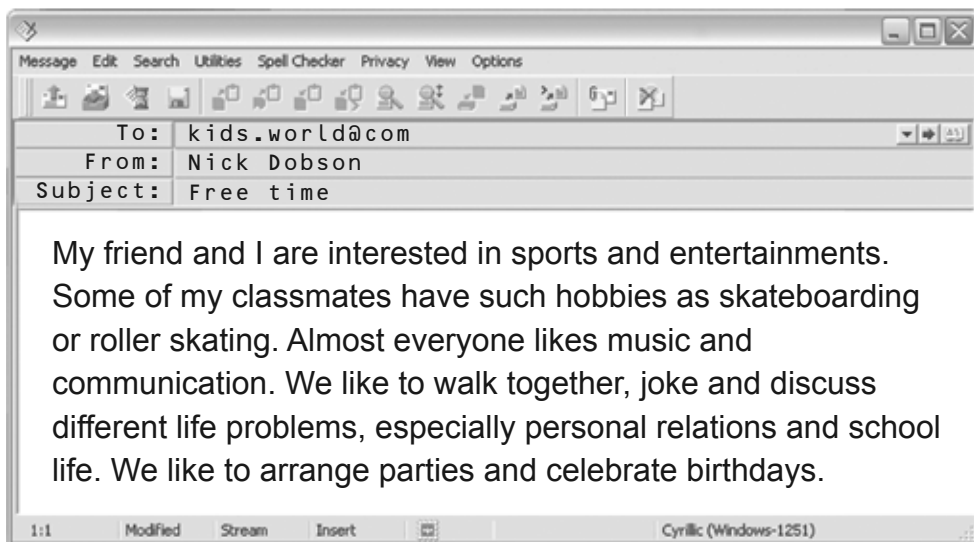 Message Edit Search Utilities Spell Checker Privacy View Options
To: kids.world@com
From: Nick Dobson
Subject: Free time
My friend and I are interested in sports and entertainments.
Some of my classmates have such hobbies as skateboarding
or roller skating. Almost everyone likes music and
communication. We like to walk together, joke and discuss
different life problems, especially personal relations and school
life. We like to arrange parties and celebrate birthdays.
1:1 Modified Stream Insert Cyrillic (Windows-1251)